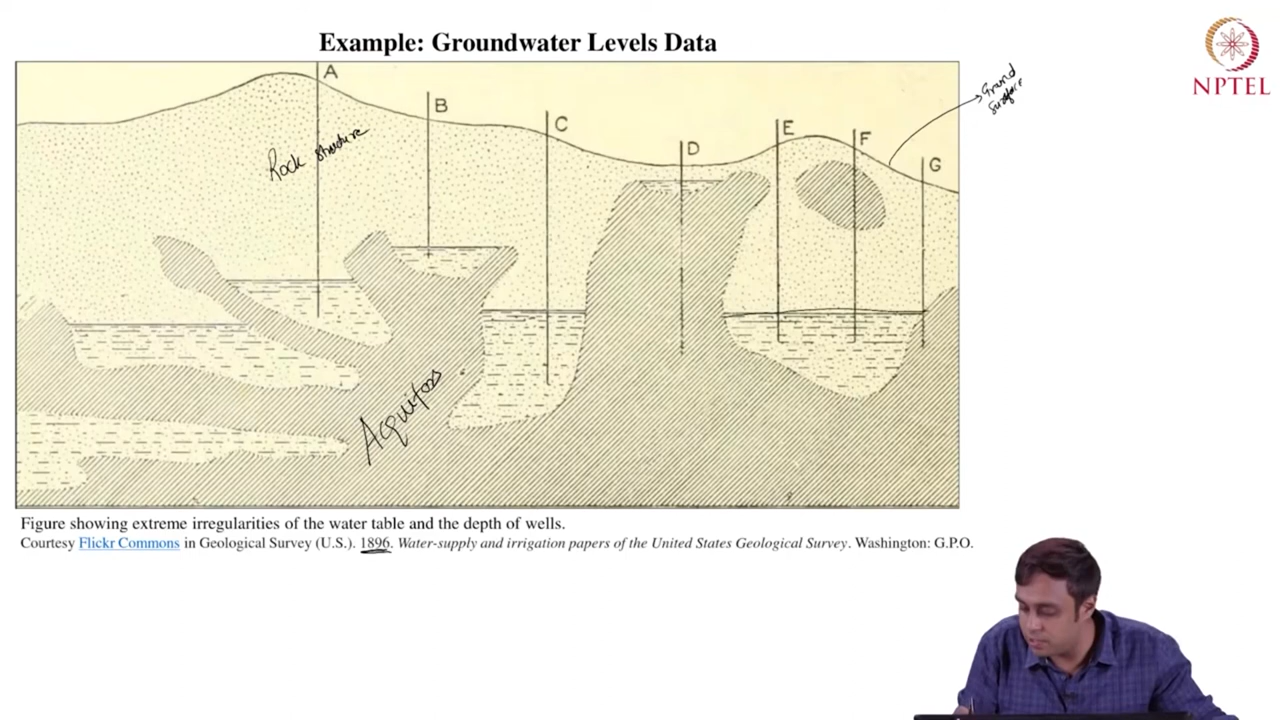 Example: Groundwater Levels Data
NPTEL
A
B
C
D
E
F
G
Ground
surface
Rock structure
Acquifors
Figure showing extreme irregularities of the water table and the depth of wells.
Courtesy Flickr Commons in Geological Survey (U.S.). 1896. Water-supply and irrigation papers of the United States Geological Survey. Washington: G.P.O.